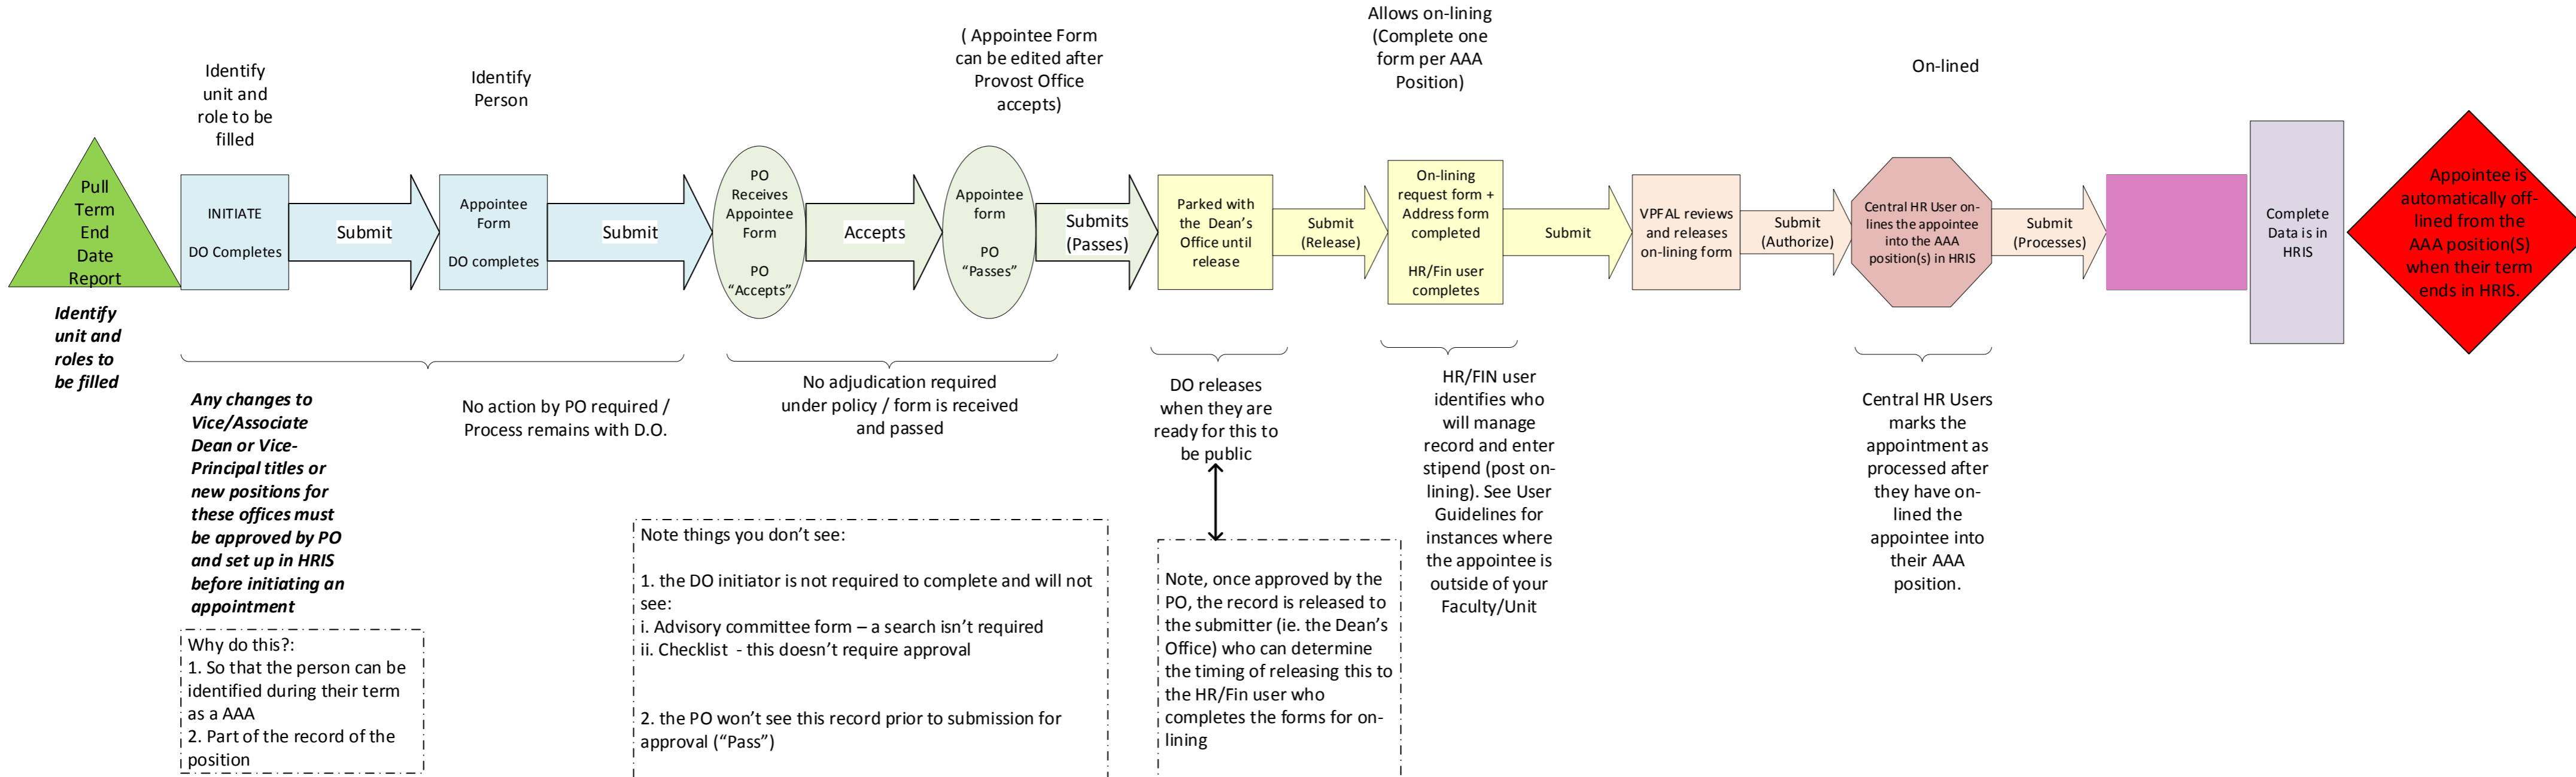 Identify
unit and
role to be
filled
Identify
Person
( Appointee Form
can be edited after
Provost Office
accepts)
Allows on-lining
(Complete one
form per AAA
Position)
On-lined
Pull
Term
End
Date
Report
INITIATE
DO Completes
Submit
Appointee
Form
DO completes
Submit
PO
Receives
Appointee
Form
PO
“Accepts”
Accepts
Appointee
form
PO
“Passes”
Submits
(Passes)
Parked with
the Dean’s
Office until
release
Submit
(Release)
On-lining
request form +
Address form
completed
HR/Fin user
completes
Submit
VPFAL reviews
and releases
on-lining form
Submit
(Authorize)
Central HR User on-
lines the appointee
into the AAA
position(s) in HRIS
Submit
(Processes)
Complete
Data is in
HRIS
Appointee is
automatically off-
lined from the
AAA position(S)
when their term
ends in HRIS.
Identify
unit and
roles to
be filled
Any changes to
Vice/Associate
Dean or Vice-
Principal titles or
new positions for
these offices must
be approved by PO
and set up in HRIS
before initiating an
appointment
No action by PO required /
Process remains with D.O.
No adjudication required
under policy / form is received
and passed
DO releases
when they are
ready for this to
be public
HR/FIN user
identifies who
will manage
record and enter
stipend (post on-
lining). See User
Guidelines for
instances where
the appointee is
outside of your
Faculty/Unit
Central HR Users
marks the
appointment as
processed after
they have on-
lined the
appointee into
their AAA
position.
Why do this?:
1. So that the person can be
identified during their term
as a AAA
2. Part of the record of the
position
Note things you don’t see:
1. the DO initiator is not required to complete and will not
see:
i. Advisory committee form – a search isn’t required
ii. Checklist - this doesn’t require approval
2. the PO won’t see this record prior to submission for
approval (“Pass”)
Note, once approved by the
PO, the record is released to
the submitter (ie. the Dean’s
Office) who can determine
the timing of releasing this to
the HR/Fin user who
completes the forms for on-
lining